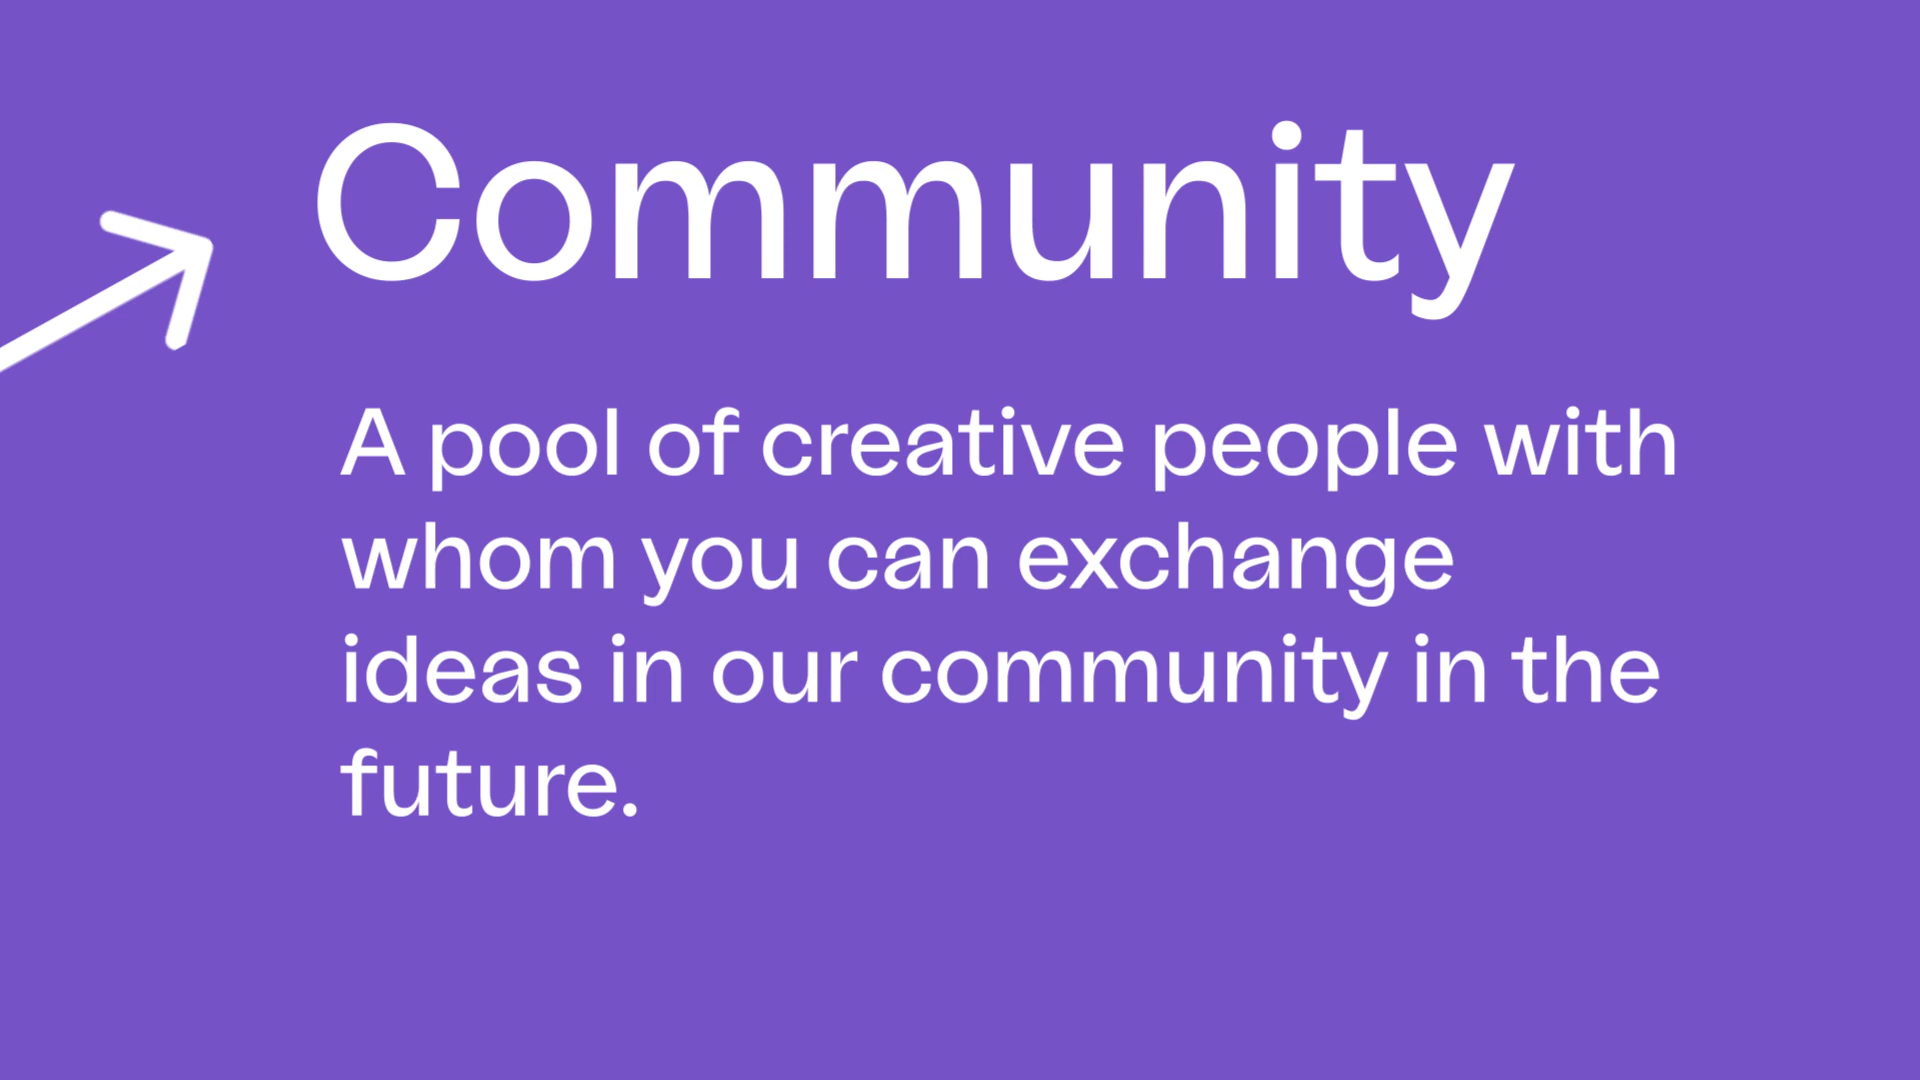 Community
A pool of creative people with
whom you can exchange
ideas in our community in the
future.